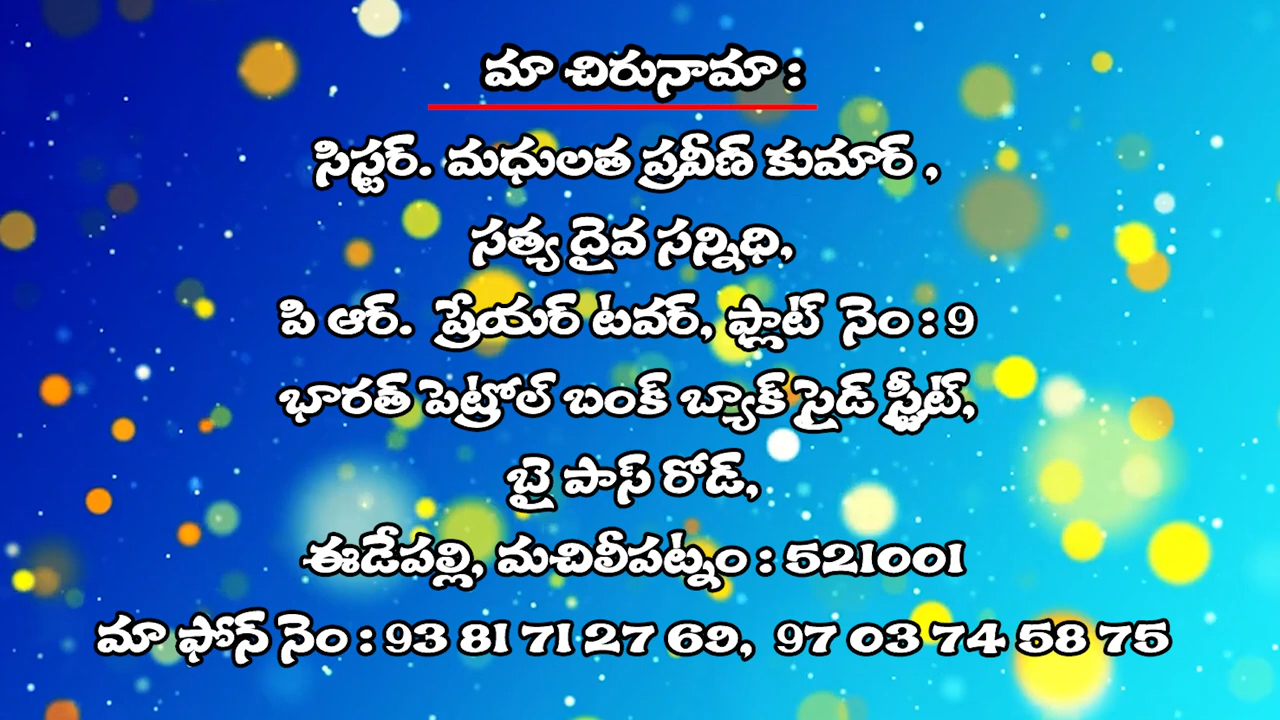 మా చిరునామా :
సిస్టర్. మధులత ప్రవీణ్ కుమార్ ,
సత్య దైవ సన్నిధి,
పి ఆర్. ప్రేయర్ టవర్, ఫ్లాట్ నెం : 9
భారత్ పెట్రోల్ బంక్ బ్యాక్ సైడ్ స్ట్రీట్,
బై పాస్ రోడ్,
ఈడేపల్లి, మచిలీపట్నం : 521001
మా ఫోన్ నెం : 93 81 71 27 69, 97 03 74 58 75